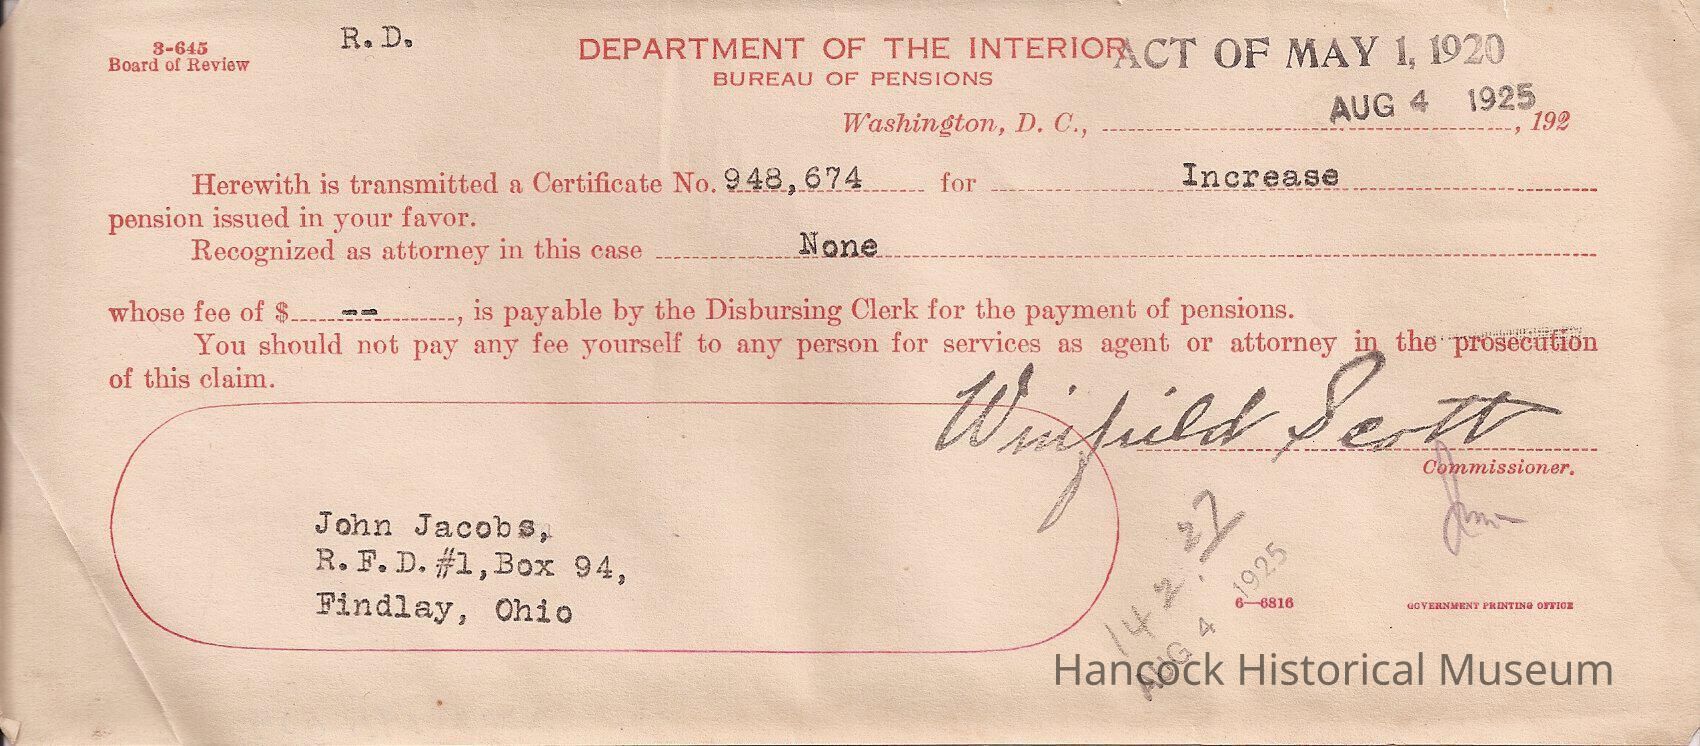 3-645
Board of Review
R.D.
DEPARTMENT OF THE INTERIOR
BUREAU OF PENSIONS
ACT OF MAY 1, 1920
Washington, D. C., AUG 4 1925, 192
Herewith is transmitted a Certificate No. 948,674 for Increase
pension issued in your favor.
Recognized as attorney in this case None
whose fee of $ --, is payable by the Disbursing Clerk for the payment of pensions.
You should not pay any fee yourself to any person for services as agent or attorney in the prosecution
of this claim.
Winfield Scott
Commissioner.
John Jacobs,
R.F.D.#1,Box 94,
Findlay, Ohio
AUG 4 1925
6—6816
GOVERNMENT PRINTING OFFICE
Hancock Historical Museum